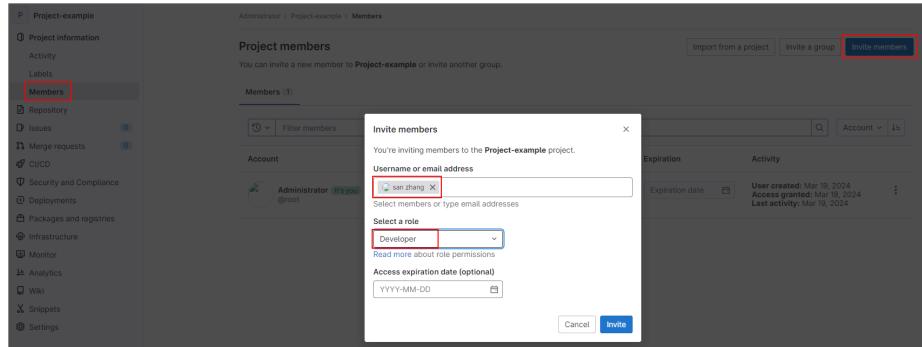 P Project-example
Project information
Activity
Labels
Members
Repository
Issues 0
Merge requests 0
CI/CD
Security and Compliance
Deployments
Packages and registries
Infrastructure
Monitor
Analytics
Wiki
Snippets
Settings
Administrator › Project-example › Members
Project members
Import from a project
Invite a group
Invite members
You can invite a new member to Project-example or invite another group.
Members 1
Filter members
Account
Account
Expiration
Activity
Administrator It's you
@root
Expiration date
User created: Mar 19, 2024
Access granted: Mar 19, 2024
Last activity: Mar 19, 2024
Invite members
You're inviting members to the Project-example project.
Username or email address
san zhang
Select members or type email addresses
Select a role
Developer
Read more about role permissions
Access expiration date (optional)
YYYY-MM-DD
Cancel
Invite